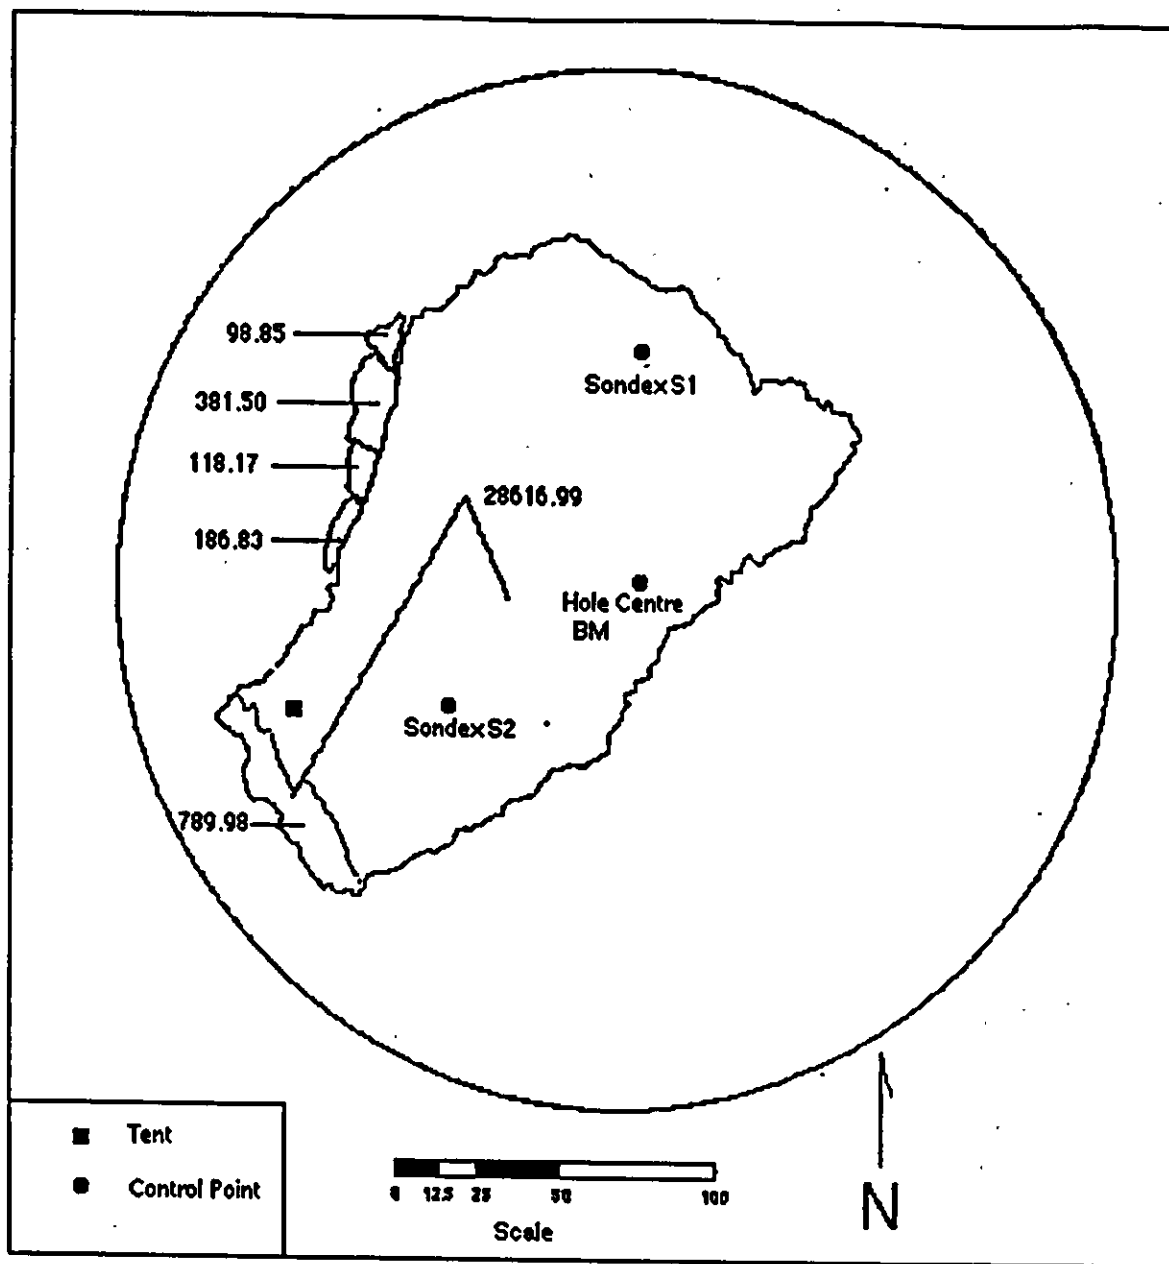 98.85
381.50
118.17
186.83
28616.99
789.98
Sondex S1
Hole Centre
BM
Sondex S2
Tent
Control Point
0 12.5 25 50 100
Scale
N